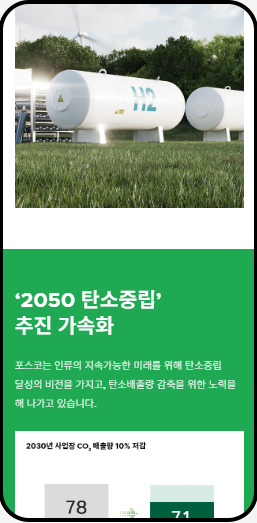 H2
‘2050 탄소중립’
추진 가속화
포스코는 인류의 지속가능한 미래를 위해 탄소중립
달성의 비전을 가지고, 탄소배출량 감축을 위한 노력을
해 나가고 있습니다.
2030년 사업장 CO₂ 배출량 10% 저감
78
71